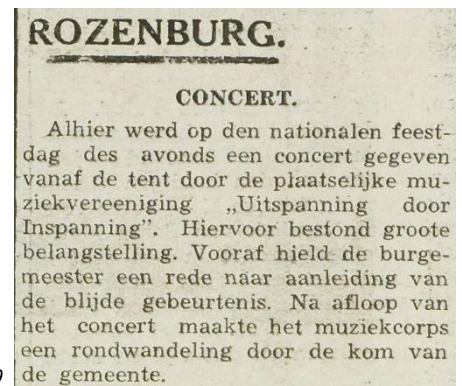 ROZENBURG.
CONCERT.
Alhier werd op den nationalen feest-
dag des avonds een concert gegeven
vanaf de tent door de plaatselijke mu-
ziekvereeniging „Uitspanning door
Inspanning”. Hiervoor bestond groote
belangstelling. Vooraf hield de burge-
meester een rede naar aanleiding van
de blijde gebeurtenis. Na afloop van
het concert maakte het muziekcorps
een rondwandeling door de kom van
de gemeente.